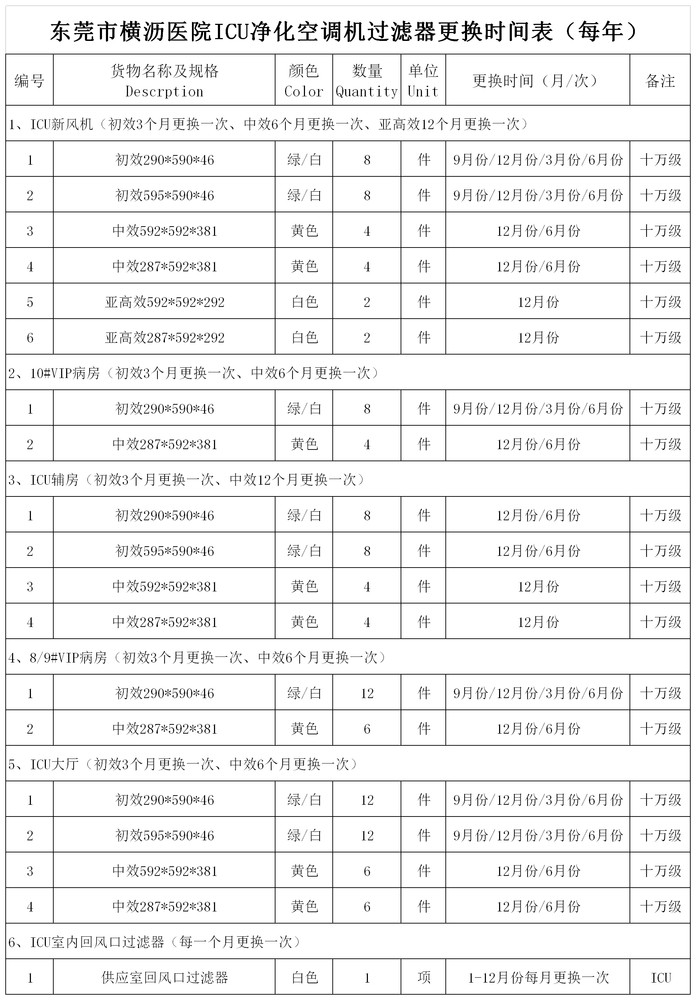 东莞市横沥医院ICU净化空调机过滤器更换时间表（每年）
编号 货物名称及规格 Descrption 颜色 Color 数量 Quantity 单位 Unit 更换时间（月/次） 备注
1、ICU新风机（初效3个月更换一次、中效6个月更换一次、亚高效12个月更换一次）
1 初效290*590*46 绿/白 8 件 9月份/12月份/3月份/6月份 十万级
2 初效595*590*46 绿/白 8 件 9月份/12月份/3月份/6月份 十万级
3 中效592*592*381 黄色 4 件 12月份/6月份 十万级
4 中效287*592*381 黄色 4 件 12月份/6月份 十万级
5 亚高效592*592*292 白色 2 件 12月份 十万级
6 亚高效287*592*292 白色 2 件 12月份 十万级
2、10#VIP病房（初效3个月更换一次、中效6个月更换一次）
1 初效290*590*46 绿/白 8 件 9月份/12月份/3月份/6月份 十万级
2 中效287*592*381 黄色 4 件 12月份/6月份 十万级
3、ICU辅房（初效3个月更换一次、中效12个月更换一次）
1 初效290*590*46 绿/白 8 件 12月份/6月份 十万级
2 初效595*590*46 绿/白 8 件 12月份/6月份 十万级
3 中效592*592*381 黄色 4 件 12月份 十万级
4 中效287*592*381 黄色 4 件 12月份 十万级
4、8/9#VIP病房（初效3个月更换一次、中效6个月更换一次）
1 初效290*590*46 绿/白 12 件 9月份/12月份/3月份/6月份 十万级
2 中效287*592*381 黄色 6 件 12月份/6月份 十万级
5、ICU大厅（初效3个月更换一次、中效6个月更换一次）
1 初效290*590*46 绿/白 12 件 9月份/12月份/3月份/6月份 十万级
2 初效595*590*46 绿/白 12 件 9月份/12月份/3月份/6月份 十万级
3 中效592*592*381 黄色 6 件 12月份/6月份 十万级
4 中效287*592*381 黄色 6 件 12月份/6月份 十万级
6、ICU室内回风口过滤器（每一个月更换一次）
1 供应室回风口过滤器 白色 1 项 1-12月份每月更换一次 ICU